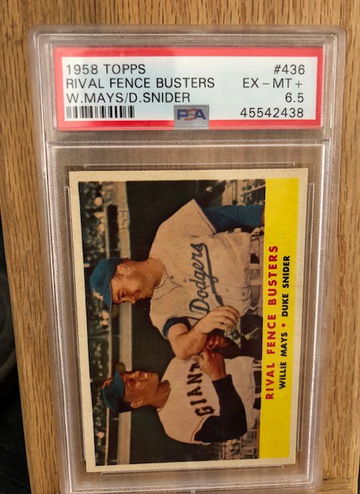 1958 TOPPS #436
RIVAL FENCE BUSTERS EX - MT +
W.MAYS/D.SNIDER 6.5
PSA 45542438
Dodgers
GIANTS
RIVAL FENCE BUSTERS
WILLIE MAYS • DUKE SNIDER